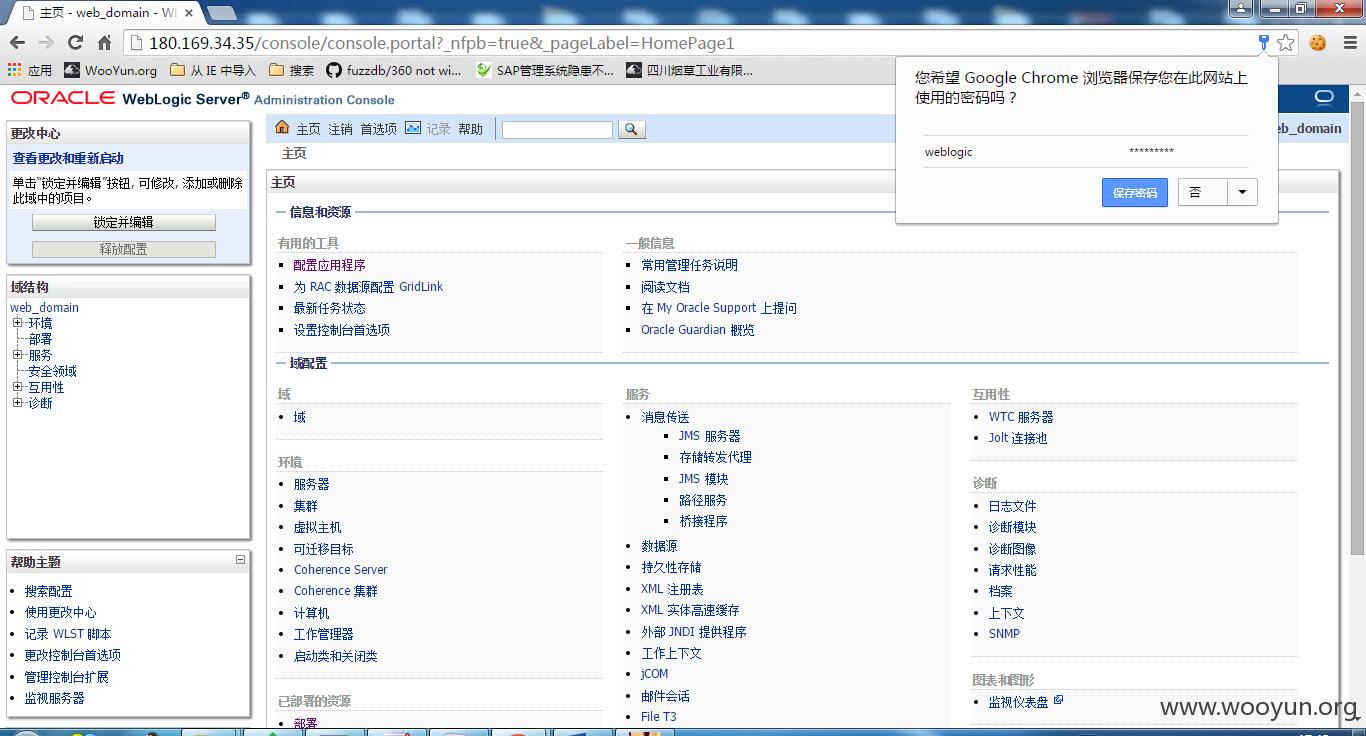 主页 - web_domain - WL
180.169.34.35/console/console.portal?_nfpb=true&_pageLabel=HomePage1
应用 WooYun.org 从 IE 中导入 搜索 fuzzdb/360 not wi... SAP管理系统隐患不... 四川烟草工业有限...
您希望 Google Chrome 浏览器保存您在此网站上
使用的密码吗？
weblogic *********
保存密码 否
ORACLE WebLogic Server® Administration Console
更改中心
查看更改和重新启动
单击“锁定并编辑”按钮, 可修改, 添加或删除
此域中的项目。
锁定并编辑
释放配置
域结构
web_domain
环境
部署
服务
安全领域
互用性
诊断
帮助主题
搜索配置
使用更改中心
记录 WLST 脚本
更改控制台首选项
管理控制台扩展
监视服务器
主页 注销 首选项 记录 帮助
eb_domain
主页
主页
信息和资源
有用的工具
配置应用程序
为 RAC 数据源配置 GridLink
最新任务状态
设置控制台首选项
一般信息
常用管理任务说明
阅读文档
在 My Oracle Support 上提问
Oracle Guardian 概览
域配置
域
域
环境
服务器
集群
虚拟主机
可迁移目标
Coherence Server
Coherence 集群
计算机
工作管理器
启动类和关闭类
已部署的资源
部署
服务
消息传送
JMS 服务器
存储转发代理
JMS 模块
路径服务
桥接程序
数据源
持久性存储
XML 注册表
XML 实体高速缓存
外部 JNDI 提供程序
工作上下文
jCOM
邮件会话
File T3
互用性
WTC 服务器
Jolt 连接池
诊断
日志文件
诊断模块
诊断图像
请求性能
档案
上下文
SNMP
图表和图形
监视仪表盘
www.wooyun.org